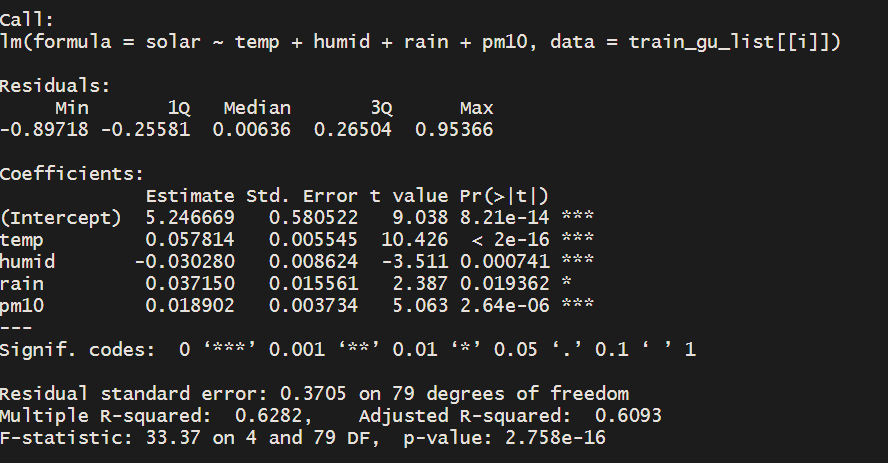 Call:
lm(formula = solar ~ temp + humid + rain + pm10, data = train_gu_list[[i]])
Residuals:
     Min       1Q   Median       3Q      Max
-0.89718 -0.25581  0.00636  0.26504  0.95366
Coefficients:
             Estimate Std. Error t value Pr(>|t|)
(Intercept)  5.246669   0.580522   9.038 8.21e-14 ***
temp         0.057814   0.005545  10.426  < 2e-16 ***
humid       -0.030280   0.008624  -3.511 0.000741 ***
rain         0.037150   0.015561   2.387 0.019362 *
pm10         0.018902   0.003734   5.063 2.64e-06 ***
---
Signif. codes:  0 ‘***’ 0.001 ‘**’ 0.01 ‘*’ 0.05 ‘.’ 0.1 ‘ ’ 1
Residual standard error: 0.3705 on 79 degrees of freedom
Multiple R-squared:  0.6282,    Adjusted R-squared:  0.6093
F-statistic: 33.37 on 4 and 79 DF,  p-value: 2.758e-16